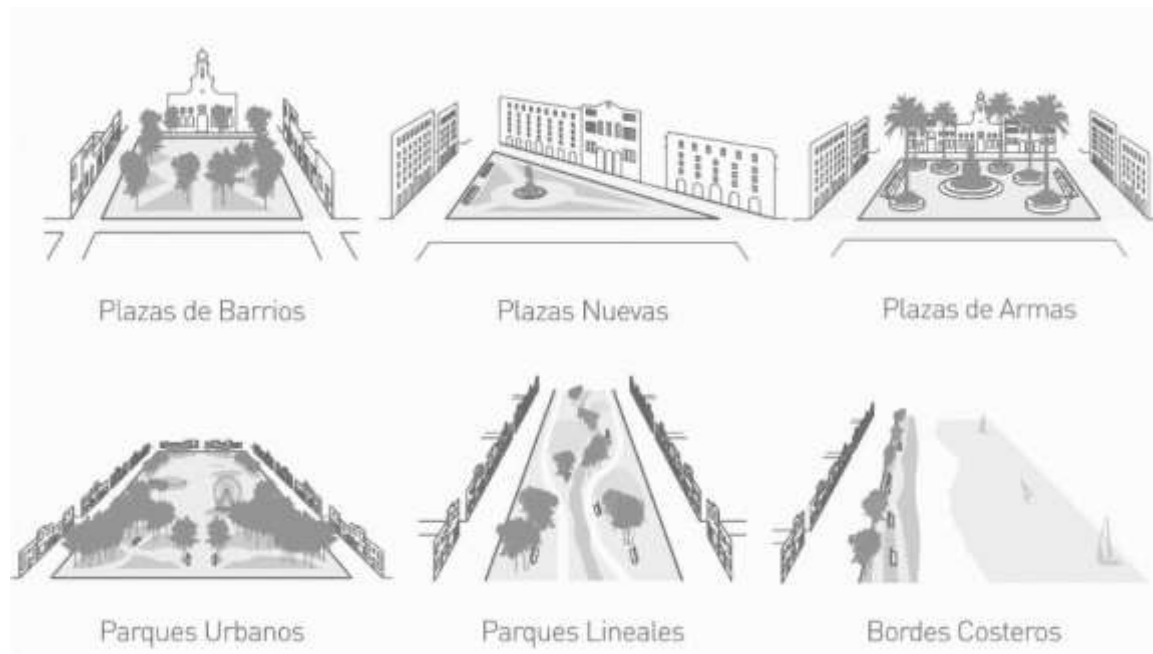 Plazas de Barrios
Plazas Nuevas
Plazas de Armas
Parques Urbanos
Parques Lineales
Bordes Costeros